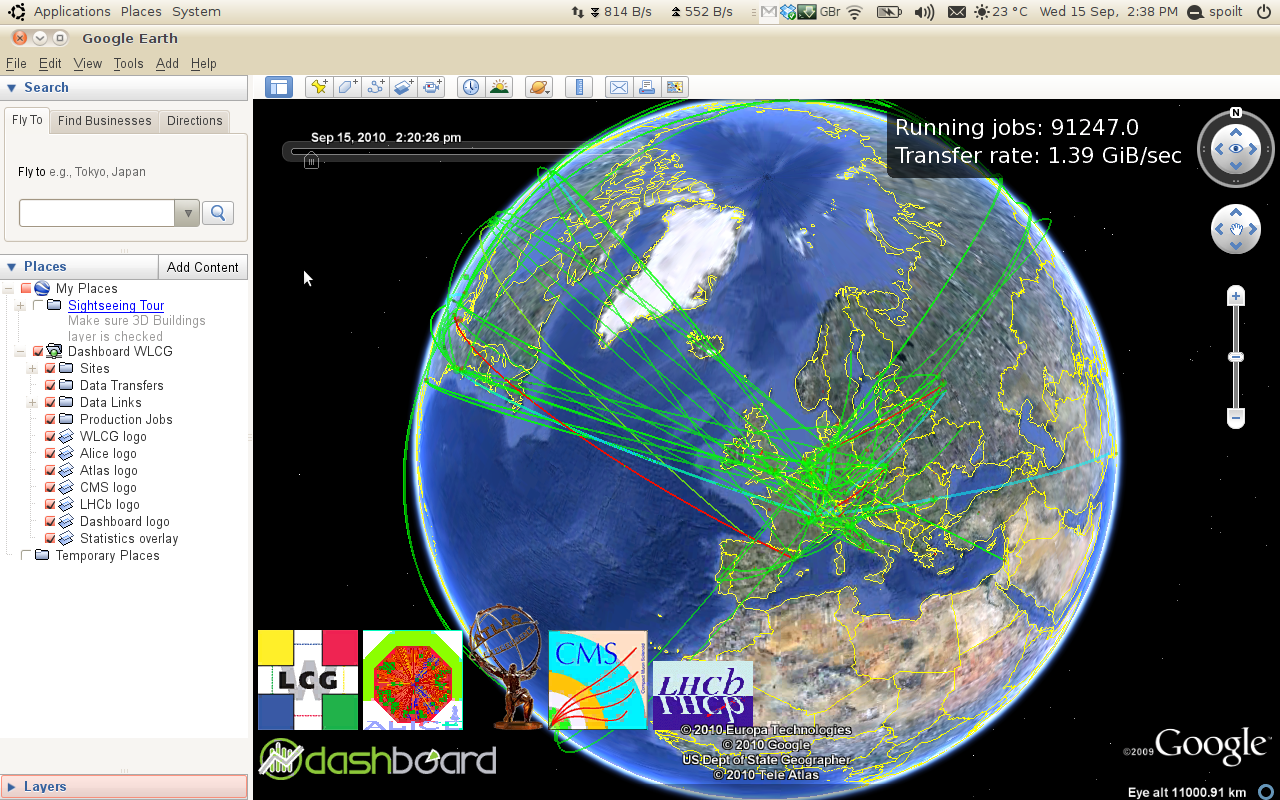 Applications Places System 814 B/s 552 B/s GBr 23 °C Wed 15 Sep, 2:38 PM spoilt
Google Earth
File Edit View Tools Add Help
Search
Fly To Find Businesses Directions
Fly to e.g., Tokyo, Japan
Places Add Content
My Places
Sightseeing Tour
Make sure 3D Buildings
layer is checked
Dashboard WLCG
Sites
Data Transfers
Data Links
Production Jobs
WLCG logo
Alice logo
Atlas logo
CMS logo
LHCb logo
Dashboard logo
Statistics overlay
Temporary Places
Layers
Sep 15, 2010 2:20:26 pm
Running jobs: 91247.0
Transfer rate: 1.39 GiB/sec
N
LCG
ALICE
ATLAS
CMS
LHCb
THCp
dashboard
© 2010 Europa Technologies
© 2010 Google
US Dept of State Geographer
© 2010 Tele Atlas
©2009 Google™
Eye alt 11000.91 km